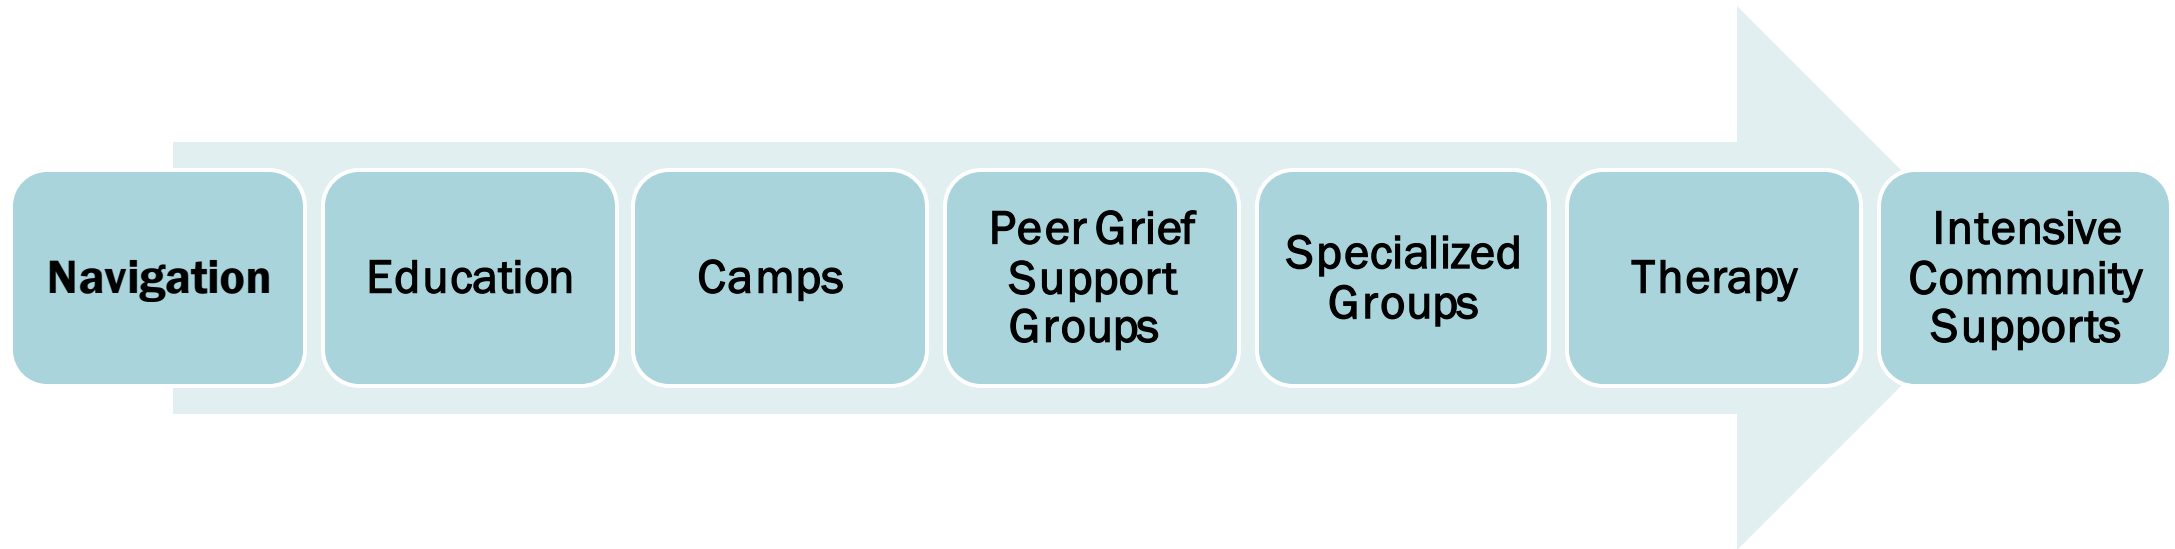 Navigation
Education
Camps
Peer Grief
Support
Groups
Specialized
Groups
Therapy
Intensive
Community
Supports